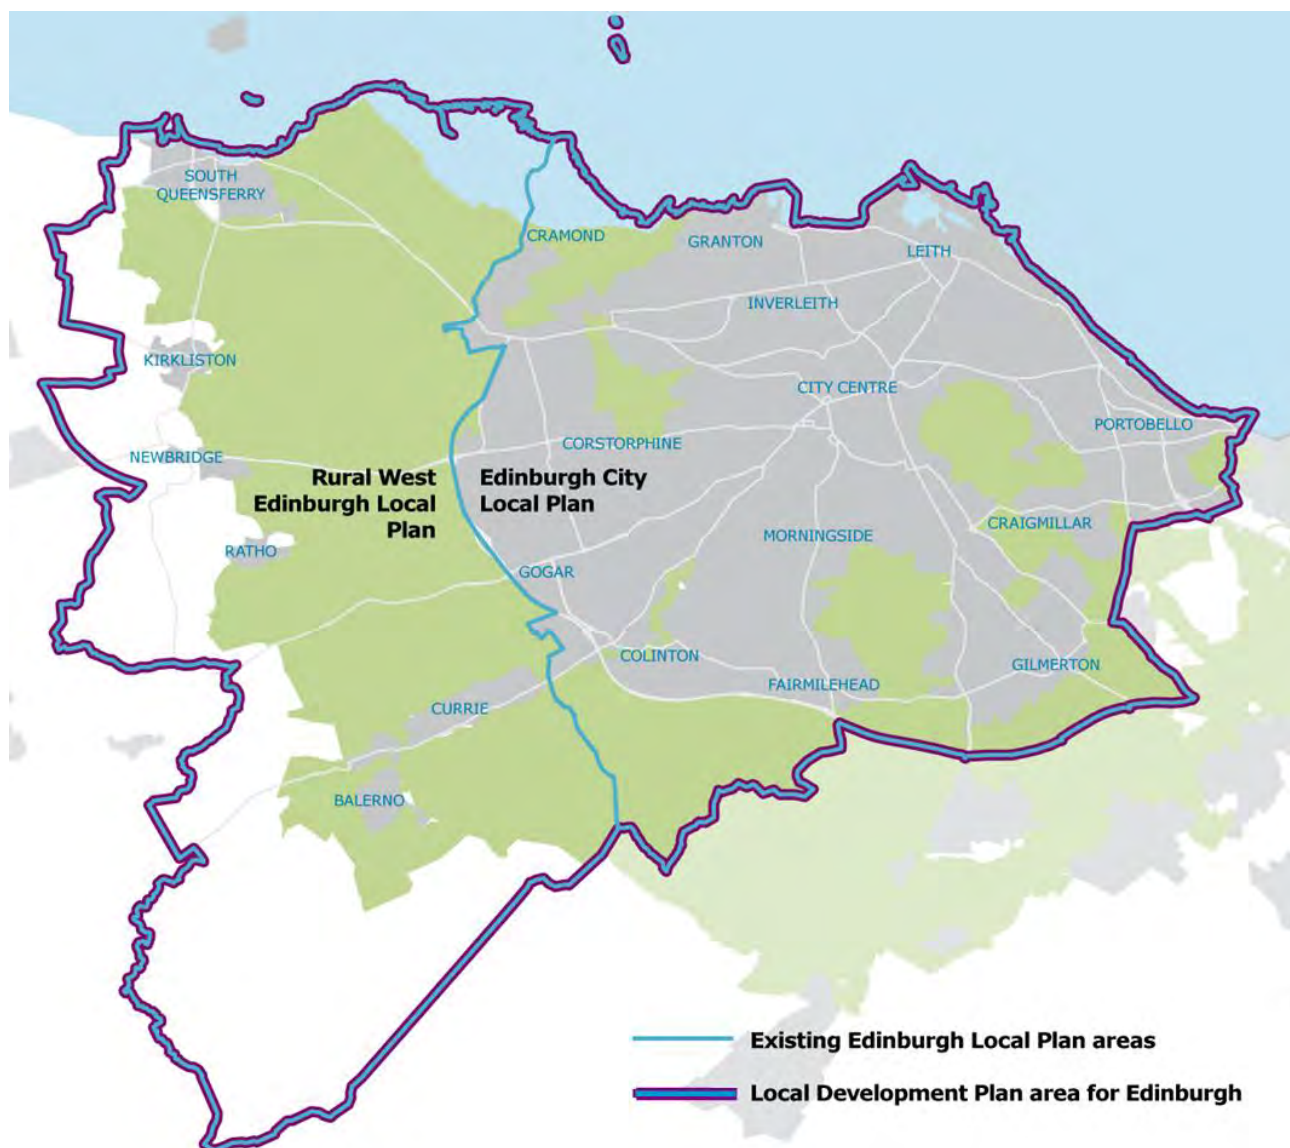 SOUTH
QUEENSFERRY
CRAMOND
GRANTON
LEITH
INVERLEITH
KIRKLISTON
CITY CENTRE
PORTOBELLO
CORSTORPHINE
NEWBRIDGE
Rural West
Edinburgh Local
Plan
Edinburgh City
Local Plan
CRAIGMILLAR
MORNINGSIDE
RATHO
GOGAR
COLINTON
GILMERTON
FAIRMILEHEAD
CURRIE
BALERNO
Existing Edinburgh Local Plan areas
Local Development Plan area for Edinburgh